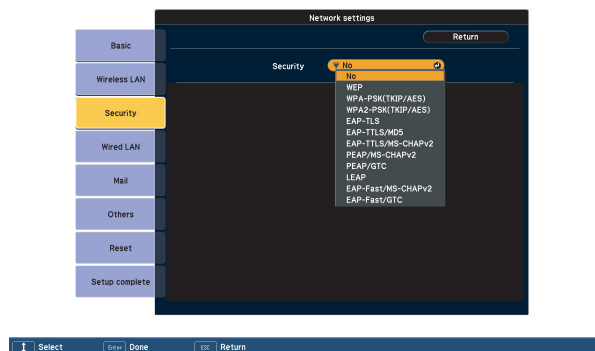 Network settings
Return
Basic
Wireless LAN
Security
Wired LAN
Mail
Others
Reset
Setup complete
Security
No
No
WEP
WPA-PSK(TKIP/AES)
WPA2-PSK(TKIP/AES)
EAP-TLS
EAP-TTLS/MD5
EAP-TTLS/MS-CHAPv2
PEAP/MS-CHAPv2
PEAP/GTC
LEAP
EAP-Fast/MS-CHAPv2
EAP-Fast/GTC
Select Enter Done ESC Return